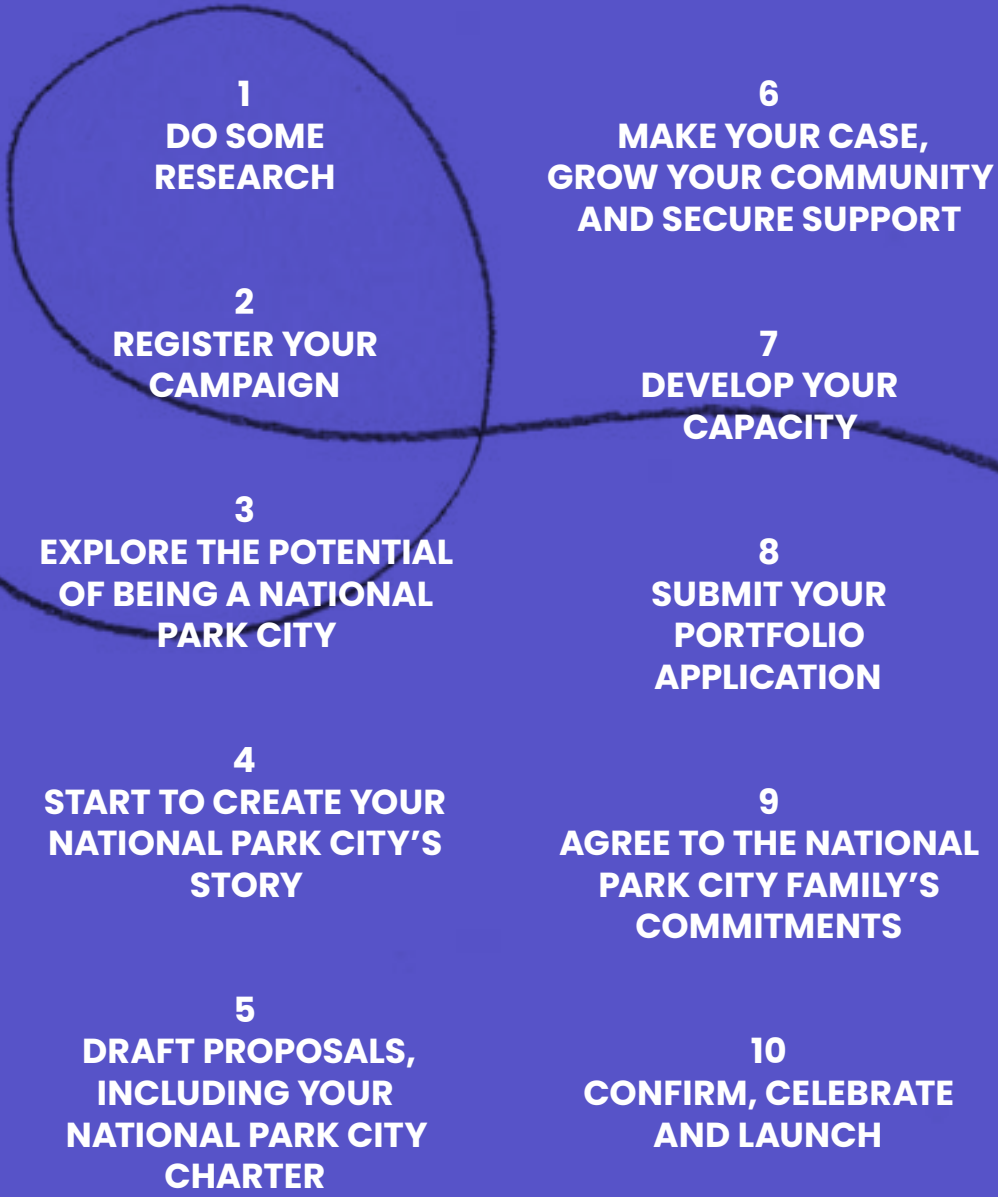 1
DO SOME
RESEARCH
2
REGISTER YOUR
CAMPAIGN
3
EXPLORE THE POTENTIAL
OF BEING A NATIONAL
PARK CITY
4
START TO CREATE YOUR
NATIONAL PARK CITY’S
STORY
5
DRAFT PROPOSALS,
INCLUDING YOUR
NATIONAL PARK CITY
CHARTER
6
MAKE YOUR CASE,
GROW YOUR COMMUNITY
AND SECURE SUPPORT
7
DEVELOP YOUR
CAPACITY
8
SUBMIT YOUR
PORTFOLIO
APPLICATION
9
AGREE TO THE NATIONAL
PARK CITY FAMILY’S
COMMITMENTS
10
CONFIRM, CELEBRATE
AND LAUNCH